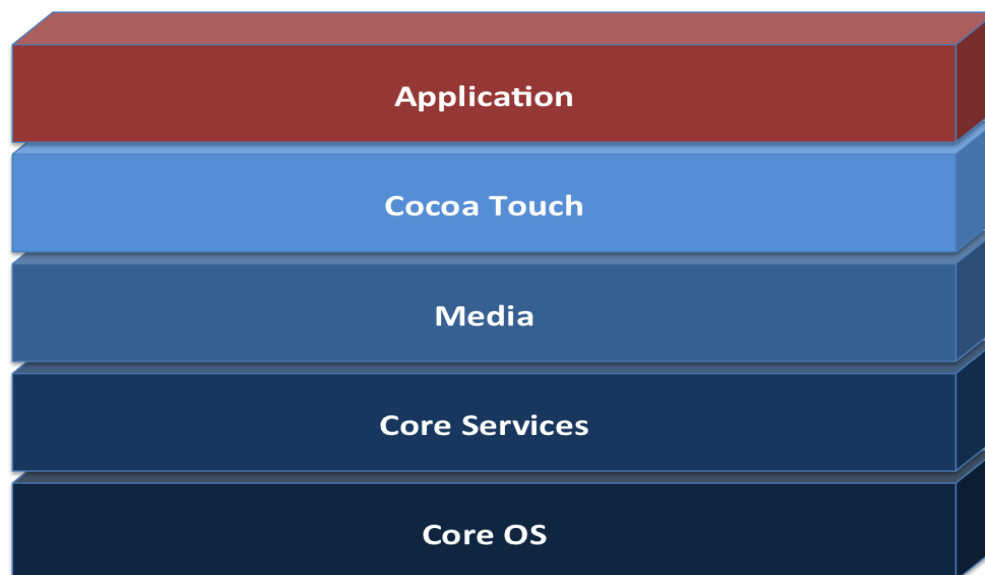 Application
Cocoa Touch
Media
Core Services
Core OS